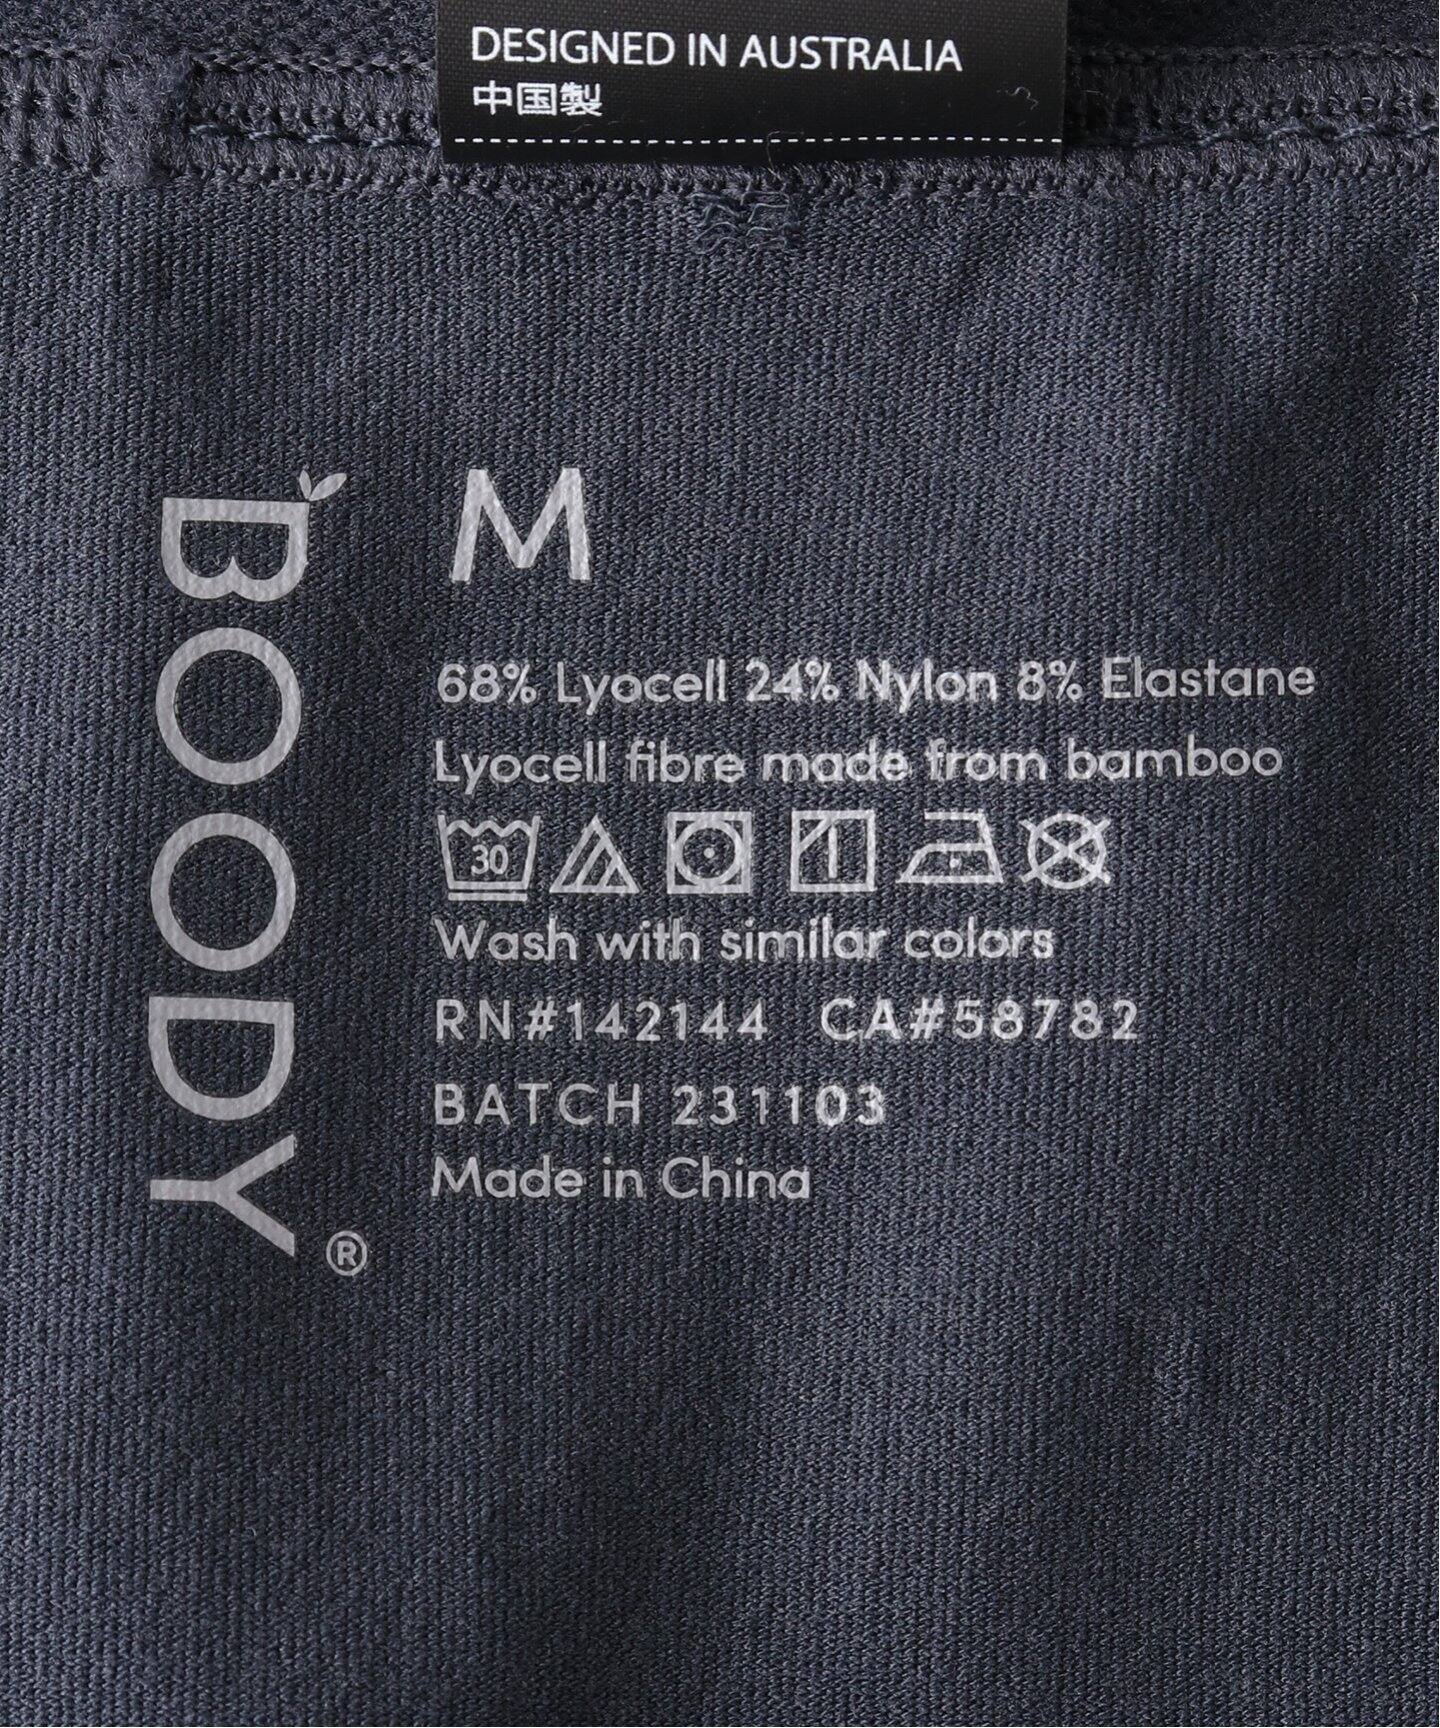 DESIGNED IN AUSTRALIA
中国製
BOODY®
M
68% Lyocell 24% Nylon 8% Elastane
Lyocell fibre made from bamboo
30
Wash with similar colors
RN#142144 CA#58782
BATCH 231103
Made in China